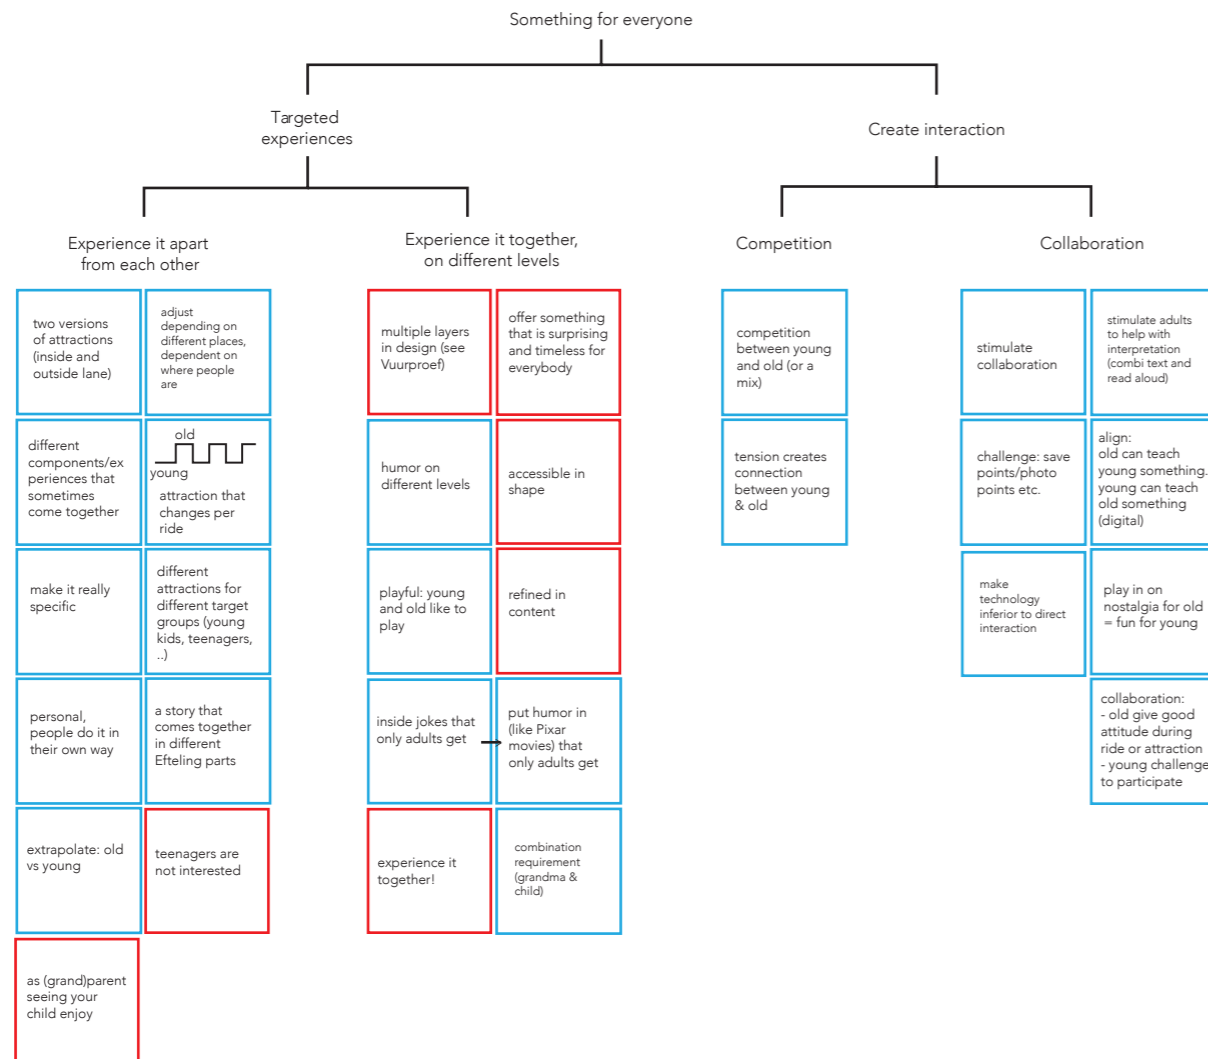 Something for everyone
Targeted
experiences
Create interaction
Experience it apart
from each other
Experience it together,
on different levels
Competition
Collaboration
two versions
of attractions
(inside and
outside lane)
adjust
depending on
different places,
dependent on
where people
are
different
components/ex
periences that
sometimes
come together
old
young
attraction that
changes per
ride
make it really
specific
different
attractions for
different target
groups (young
kids, teenagers,
..)
personal,
people do it in
their own way
a story that
comes together
in different
Efteling parts
extrapolate: old
vs young
teenagers are
not interested
as (grand)parent
seeing your
child enjoy
multiple layers
in design (see
Vuurproef)
offer something
that is surprising
and timeless for
everybody
humor on
different levels
accessible in
shape
playful: young
and old like to
play
refined in
content
inside jokes that
only adults get
put humor in
(like Pixar
movies) that
only adults get
experience it
together!
combination
requirement
(grandma &
child)
competition
between young
and old (or a
mix)
tension creates
connection
between young
& old
stimulate
collaboration
stimulate adults
to help with
interpretation
(combi text and
read aloud)
challenge: save
points/photo
points etc.
align:
old can teach
young something..
young can teach
old something
(digital)
make
technology
inferior to direct
interaction
play in on
nostalgia for old
= fun for young
collaboration:
- old give good
attitude during
ride or attraction
- young challenge
to participate